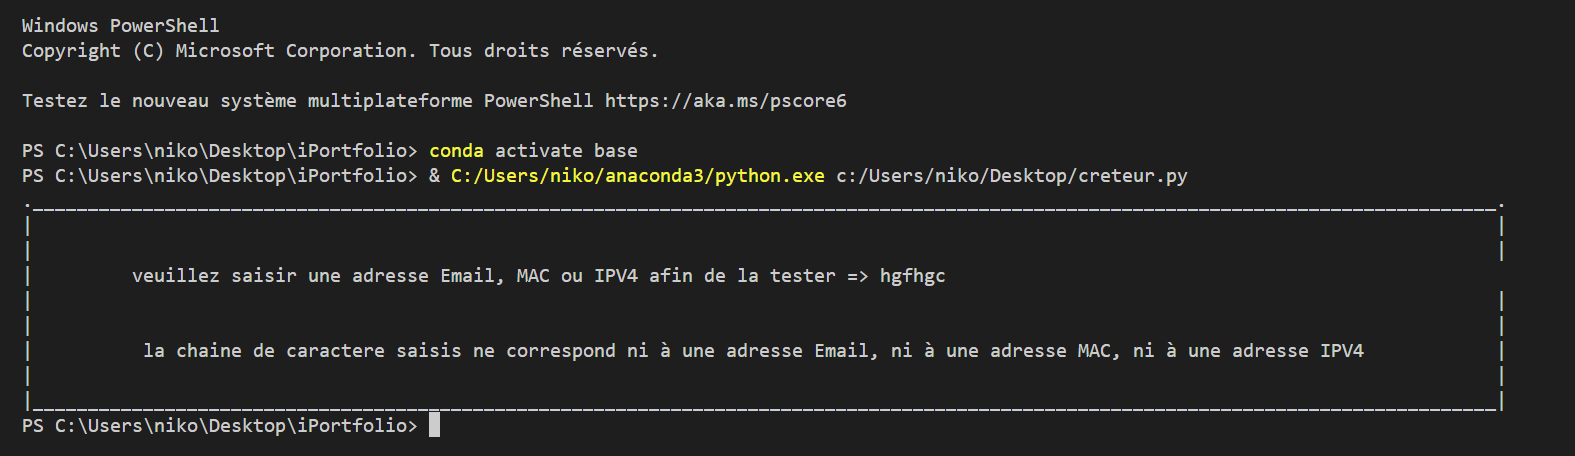 Windows PowerShell
Copyright (C) Microsoft Corporation. Tous droits réservés.
Testez le nouveau système multiplateforme PowerShell https://aka.ms/pscore6
PS C:\Users\niko\Desktop\iPortfolio> conda activate base
PS C:\Users\niko\Desktop\iPortfolio> & C:/Users/niko/anaconda3/python.exe c:/Users/niko/Desktop/creteur.py
veuillez saisir une adresse Email, MAC ou IPV4 afin de la tester => hgfhgc
la chaine de caractere saisis ne correspond ni à une adresse Email, ni à une adresse MAC, ni à une adresse IPV4
PS C:\Users\niko\Desktop\iPortfolio>